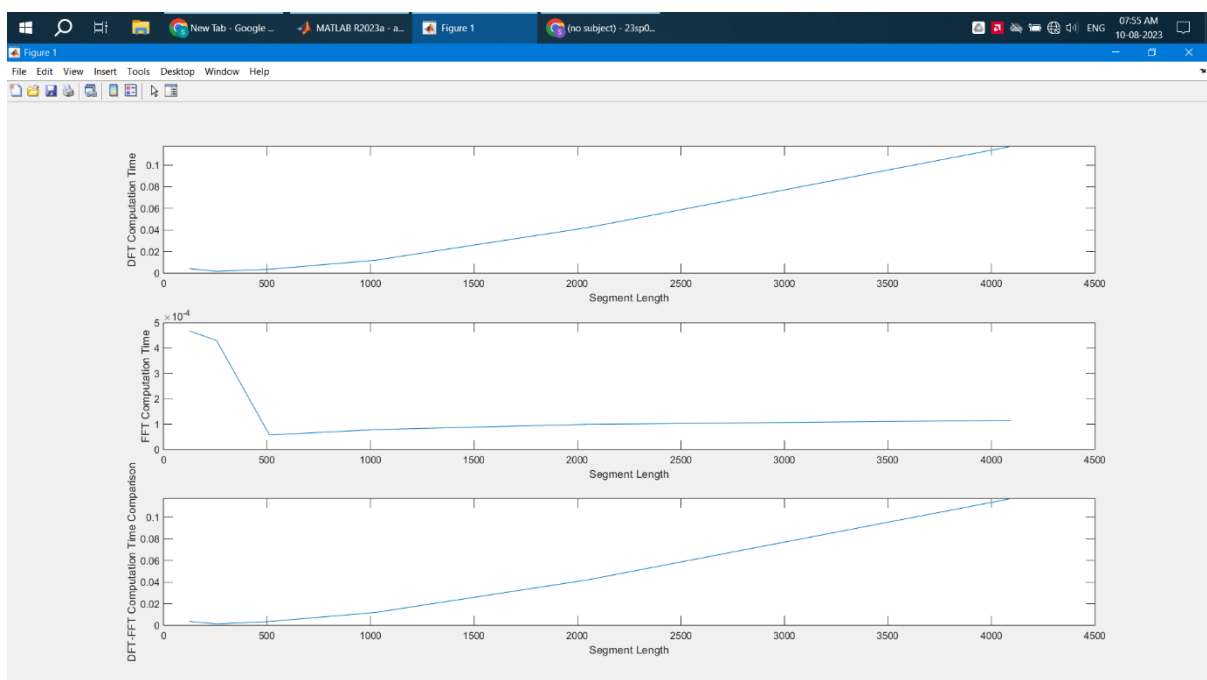 New Tab - Google ...
MATLAB R2023a - a...
Figure 1
(no subject) - 23sp0...
ENG
07:55 AM
10-08-2023
Figure 1
File Edit View Insert Tools Desktop Window Help
DFT Computation Time
0.1
0.08
0.06
0.04
0.02
0
0 500 1000 1500 2000 2500 3000 3500 4000 4500
Segment Length
×10⁻⁴
FFT Computation Time
5
4
3
2
1
0
0 500 1000 1500 2000 2500 3000 3500 4000 4500
Segment Length
DFT-FFT Computation Time Comparison
0.1
0.08
0.06
0.04
0.02
0
0 500 1000 1500 2000 2500 3000 3500 4000 4500
Segment Length